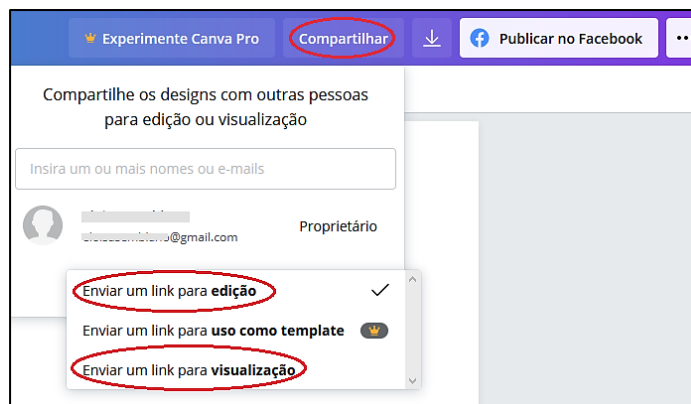 Experimente Canva Pro
Compartilhar
Publicar no Facebook
Compartilhe os designs com outras pessoas
para edição ou visualização
Insira um ou mais nomes ou e-mails
@gmail.com
Proprietário
Enviar um link para edição
Enviar um link para uso como template
Enviar um link para visualização